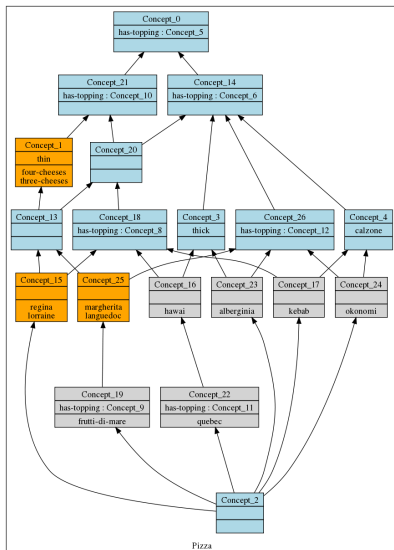 Concept_0
has-topping : Concept_5
Concept_21
has-topping : Concept_10
Concept_14
has-topping : Concept_6
Concept_1
thin
four-cheeses
three-cheeses
Concept_20
Concept_13
Concept_18
has-topping : Concept_8
Concept_3
thick
Concept_26
has-topping : Concept_12
Concept_4
calzone
Concept_15
regina
lorraine
Concept_25
margherita
languedoc
Concept_16
hawai
Concept_23
alberginia
Concept_17
kebab
Concept_24
okonomi
Concept_19
has-topping : Concept_9
frutti-di-mare
Concept_22
has-topping : Concept_11
quebec
Concept_2
Pizza